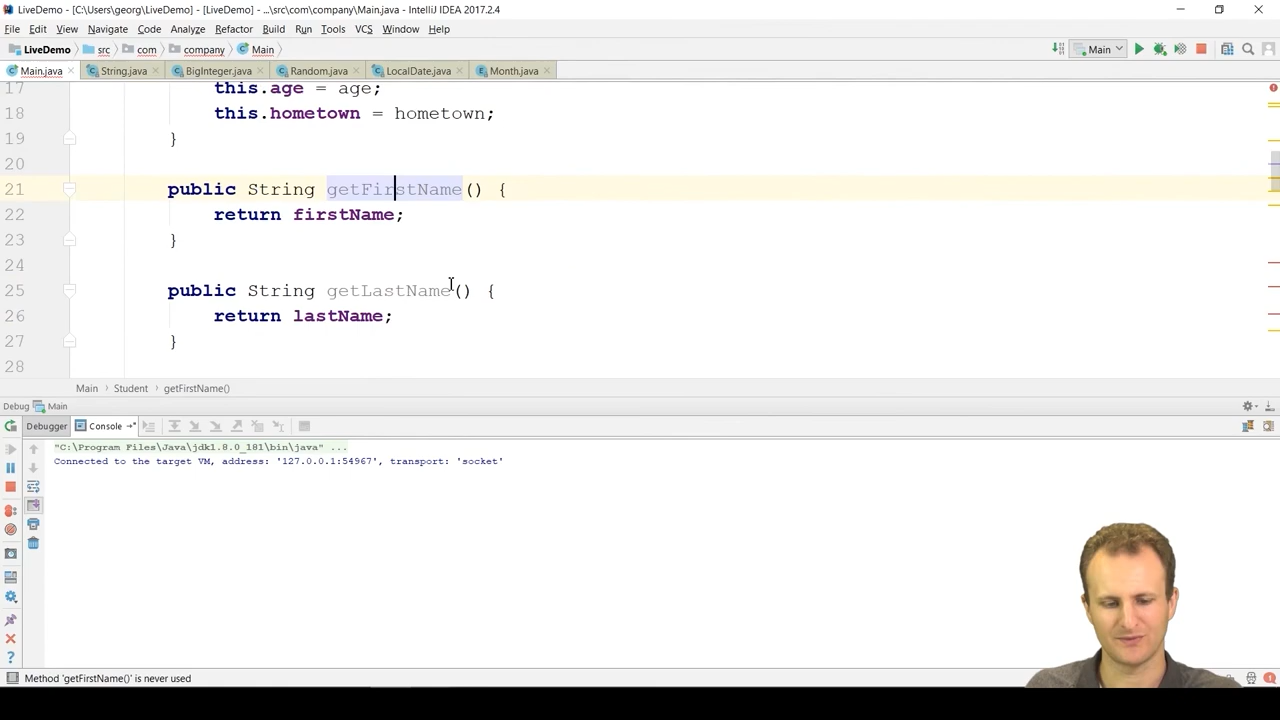 LiveDemo - [C:\Users\georg\LiveDemo] - [LiveDemo] - ...\src\com\company\Main.java - IntelliJ IDEA 2017.2.4
File Edit View Navigate Code Analyze Refactor Build Run Tools VCS Window Help
LiveDemo src com company Main Main
Main.java String.java BigInteger.java Random.java LocalDate.java Month.java
17 this.age = age;
18 this.hometown = hometown;
19 }
20
21 public String getFirstName() {
22 return firstName;
23 }
24
25 public String getLastName() {
26 return lastName;
27 }
28
Main Student getFirstName()
Debug Main
Debugger Console
"C:\Program Files\Java\jdk1.8.0_181\bin\java" ...
Connected to the target VM, address: '127.0.0.1:54967', transport: 'socket'
Method 'getFirstName()' is never used